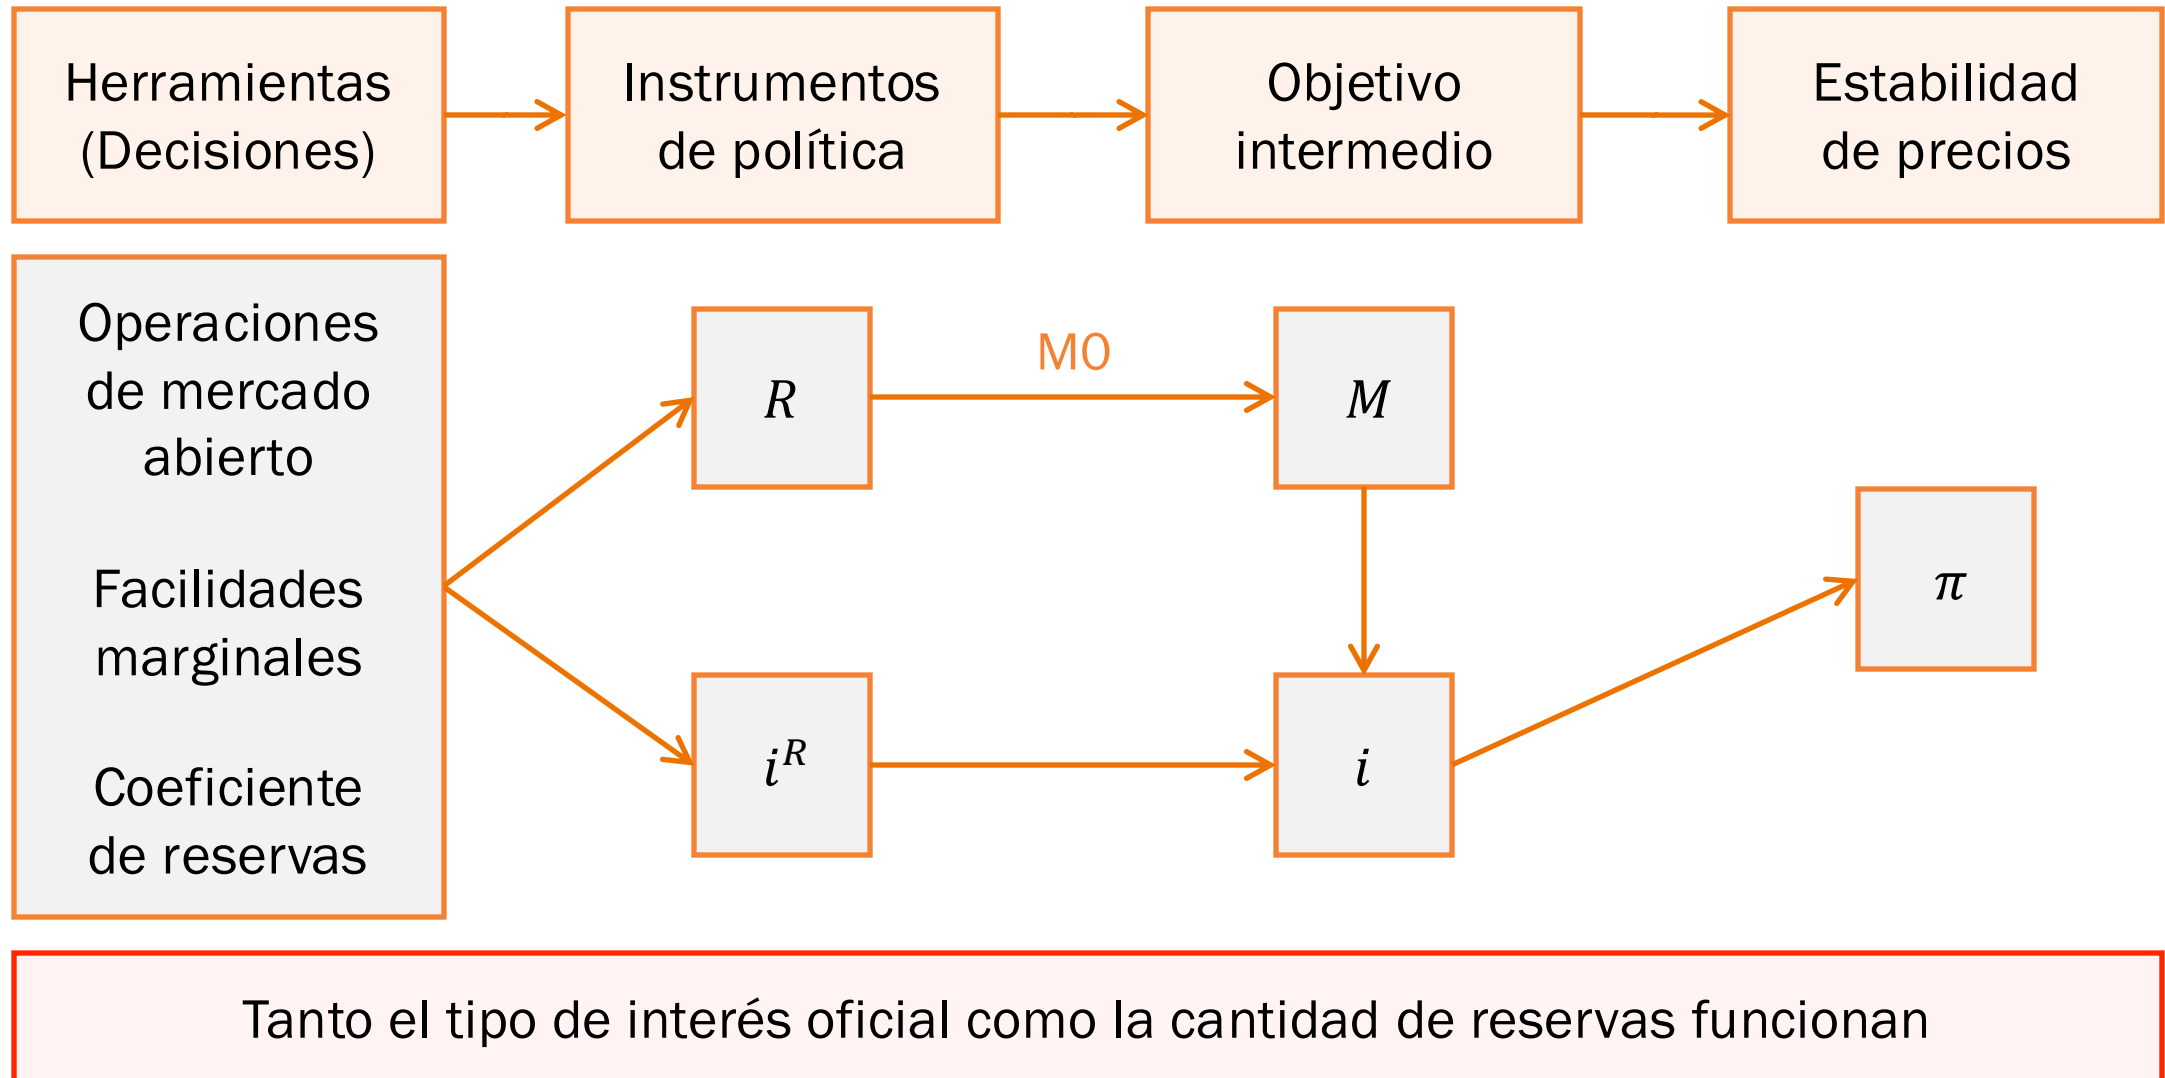 Herramientas
(Decisiones)
Instrumentos
de política
Objetivo
intermedio
Estabilidad
de precios
Operaciones
de mercado
abierto
Facilidades
marginales
Coeficiente
de reservas
R
M0
M
π
i^R
i
Tanto el tipo de interés oficial como la cantidad de reservas funcionan